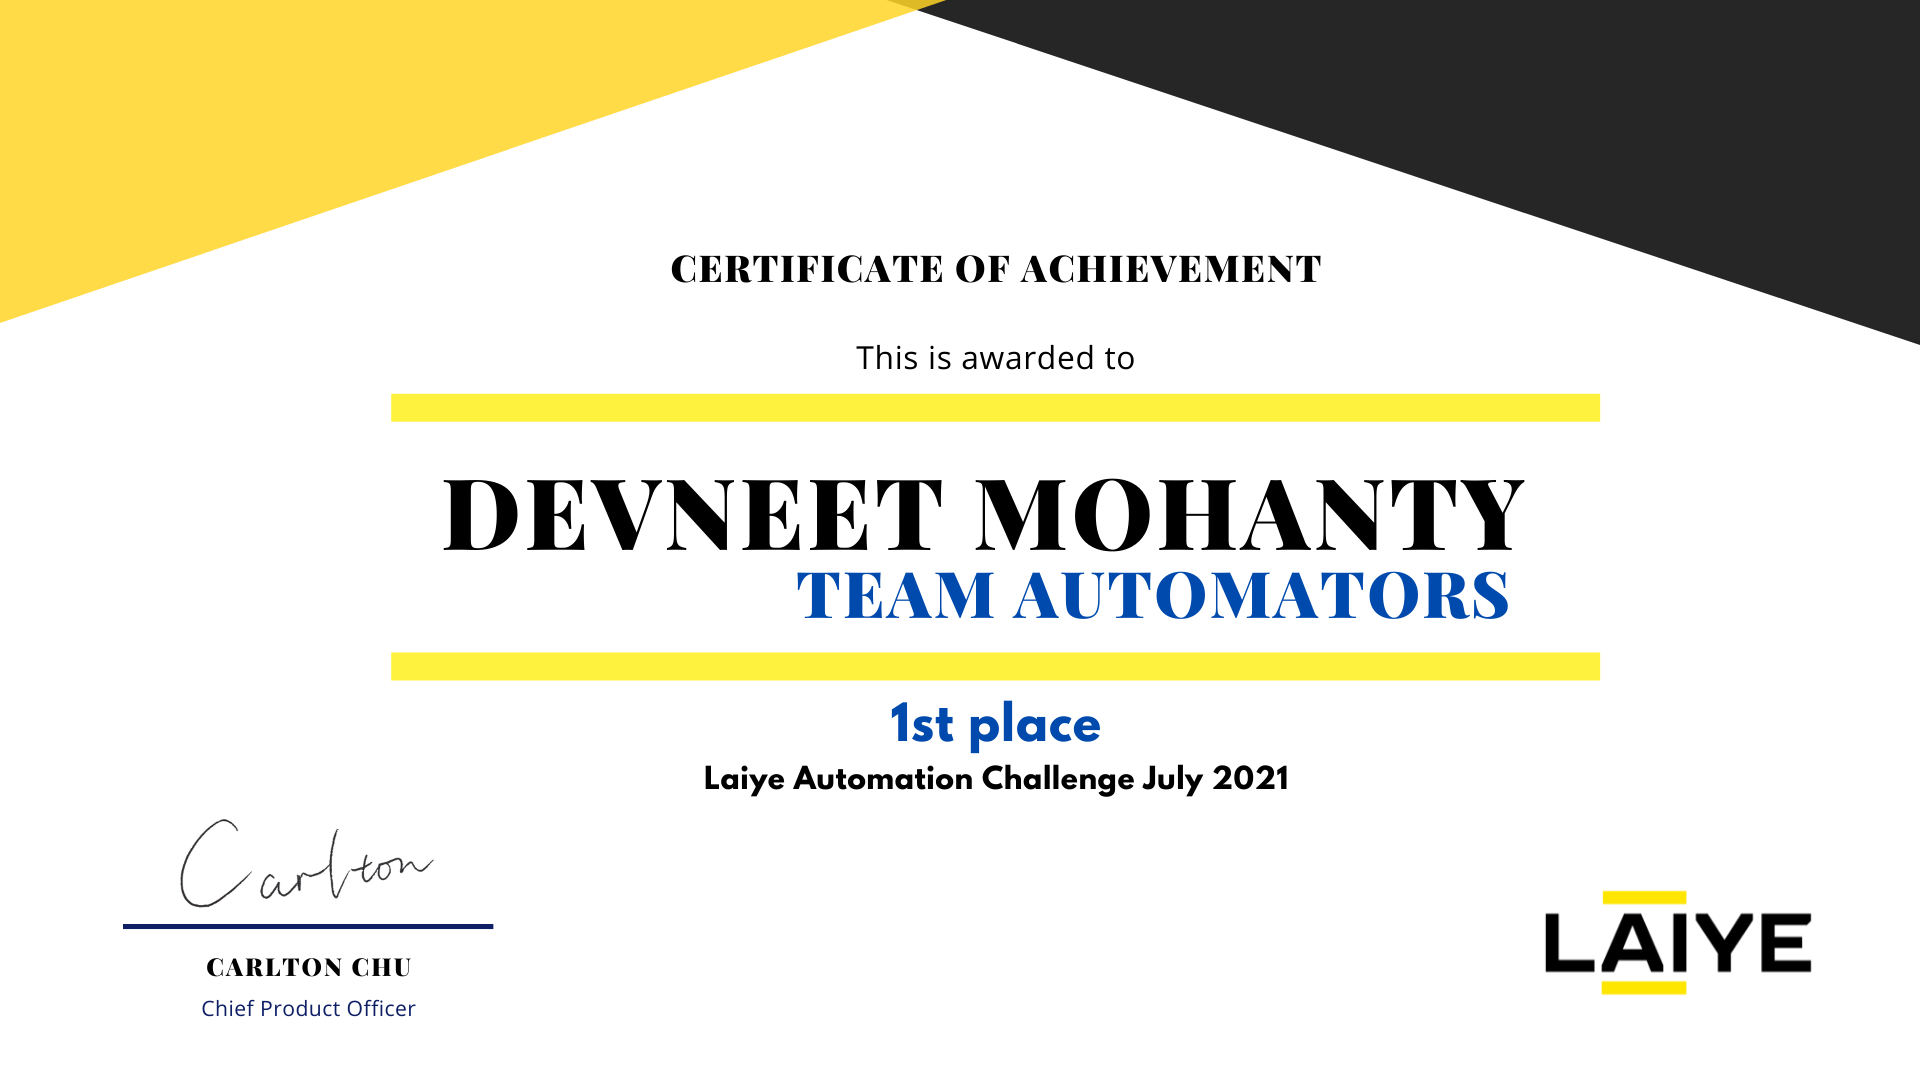 CERTIFICATE OF ACHIEVEMENT
This is awarded to
DEVNEET MOHANTY
TEAM AUTOMATORS
1st place
Laiye Automation Challenge July 2021
Carlton
CARLTON CHU
Chief Product Officer
LAIYE